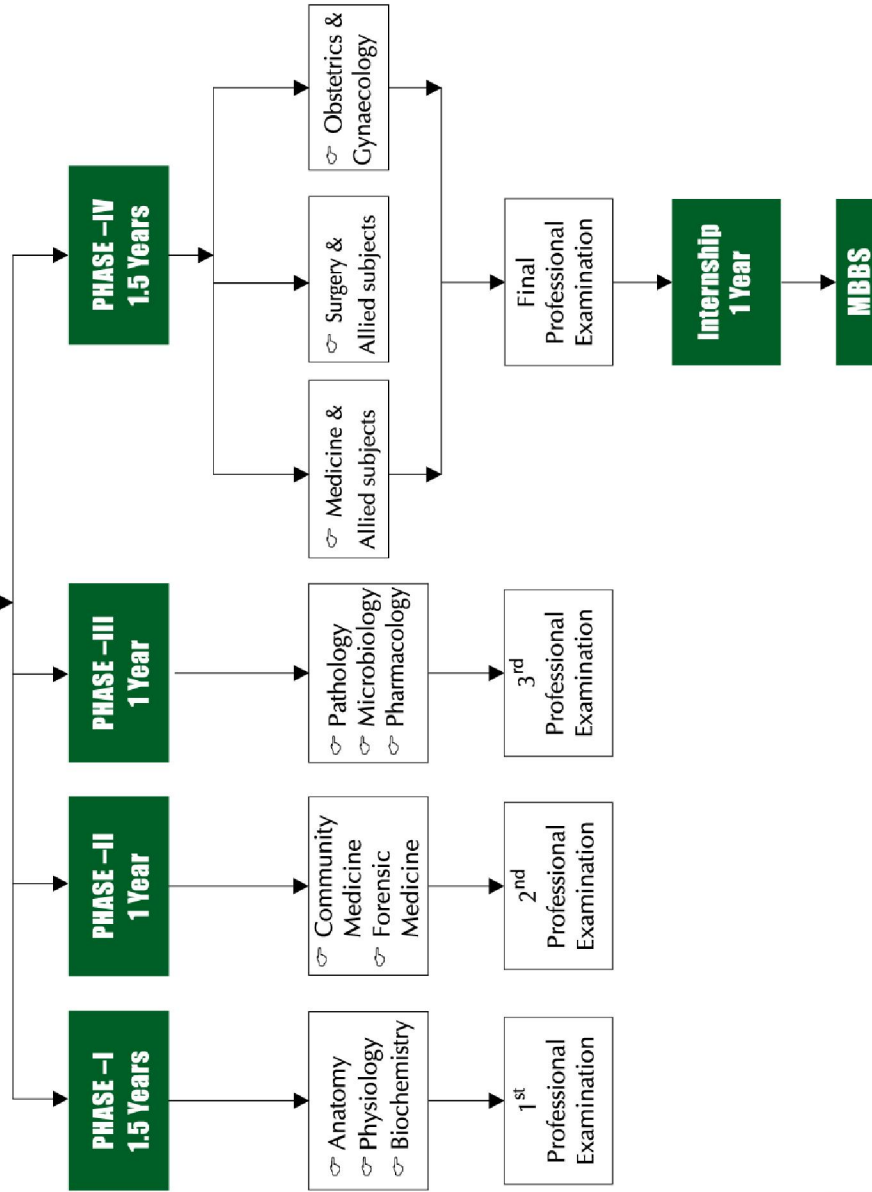 PHASE –I
1.5 Years
PHASE –II
1 Year
PHASE –III
1 Year
PHASE –IV
1.5 Years
☞ Anatomy
☞ Physiology
☞ Biochemistry
☞ Community
Medicine
☞ Forensic
Medicine
☞ Pathology
☞ Microbiology
☞ Pharmacology
☞ Medicine &
Allied subjects
☞ Surgery &
Allied subjects
☞ Obstetrics &
Gynaecology
1st
Professional
Examination
2nd
Professional
Examination
3rd
Professional
Examination
Final
Professional
Examination
Internship
1 Year
MBBS